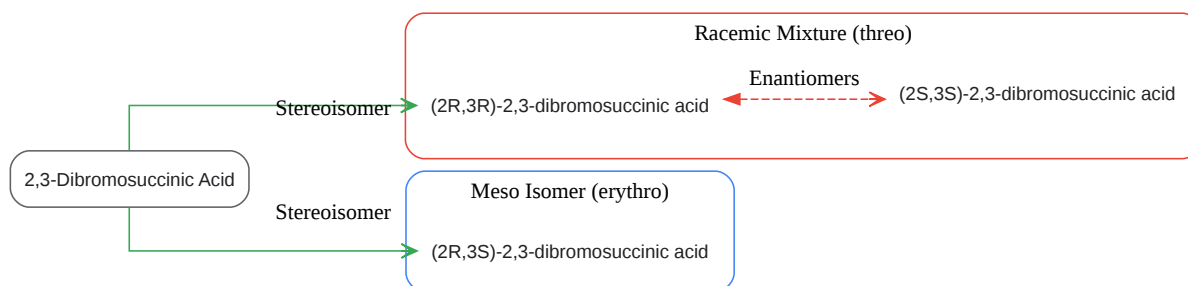 Racemic Mixture (threo)
Enantiomers
Stereoisomer
(2R,3R)-2,3-dibromosuccinic acid
(2S,3S)-2,3-dibromosuccinic acid
2,3-Dibromosuccinic Acid
Meso Isomer (erythro)
Stereoisomer
(2R,3S)-2,3-dibromosuccinic acid